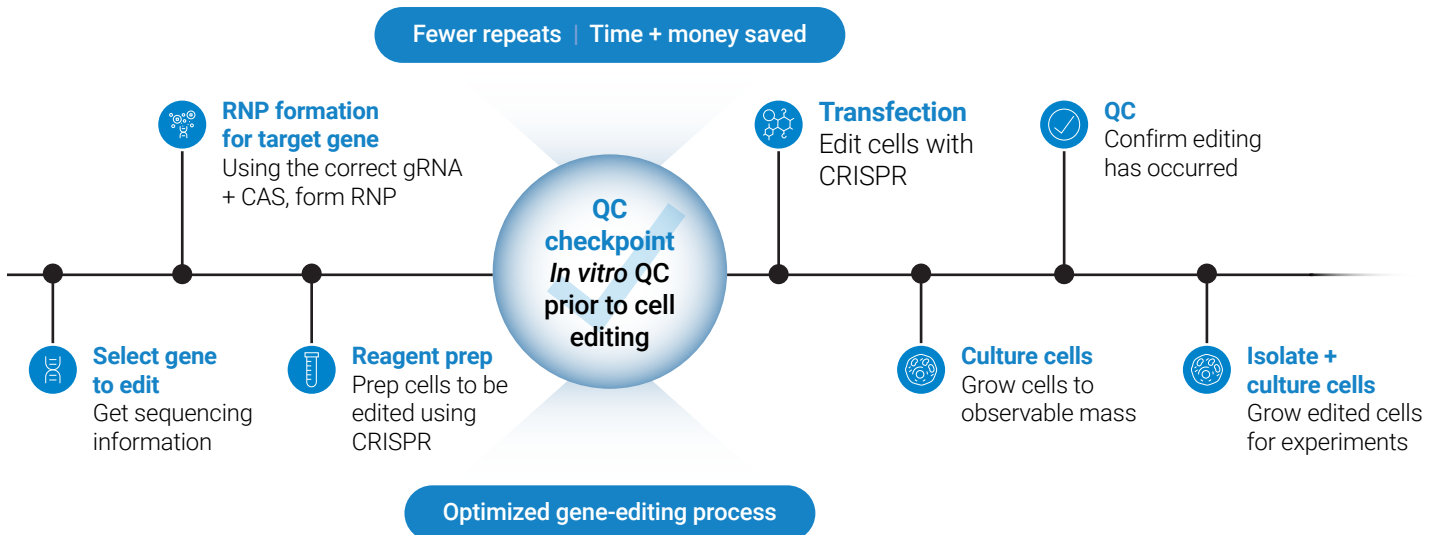 Fewer repeats | Time + money saved
RNP formation
for target gene
Using the correct gRNA
+ CAS, form RNP
Transfection
Edit cells with
CRISPR
QC
Confirm editing
has occurred
QC
checkpoint
In vitro QC
prior to cell
editing
Select gene
to edit
Get sequencing
information
Reagent prep
Prep cells to be
edited using
CRISPR
Culture cells
Grow cells to
observable mass
Isolate +
culture cells
Grow edited cells
for experiments
Optimized gene-editing process